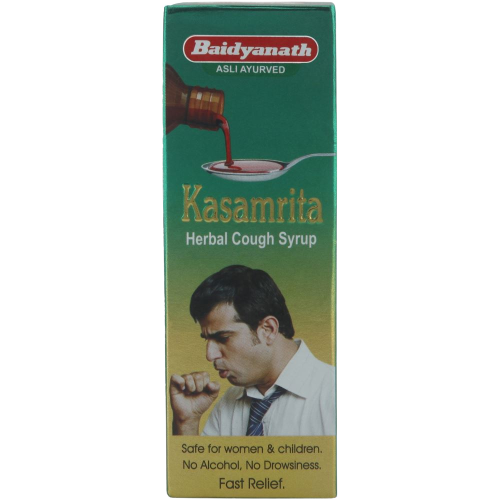 Baidyanath
ASLI AYURVED
Kasamrita
Herbal Cough Syrup
Safe for women & children.
No Alcohol, No Drowsiness.
Fast Relief.